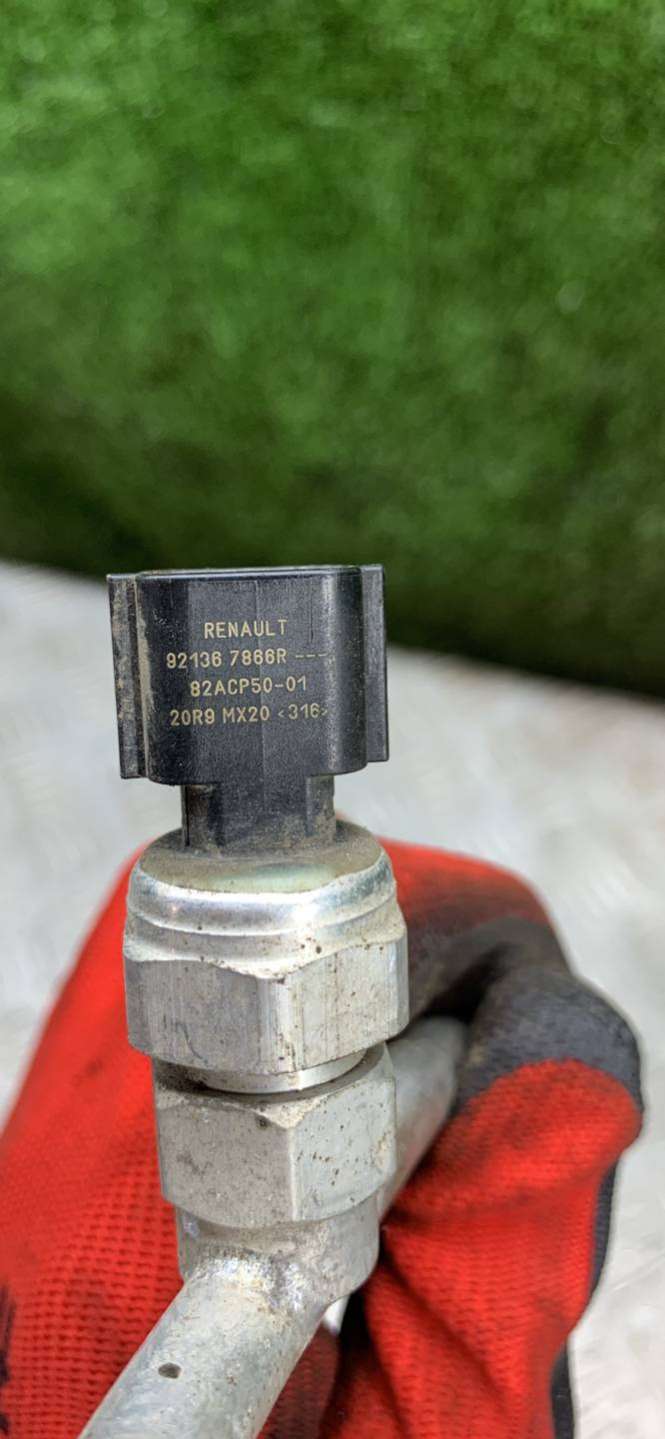 RENAULT
92136 7866R ---
82ACP50-01
20R9 MX20 <316>